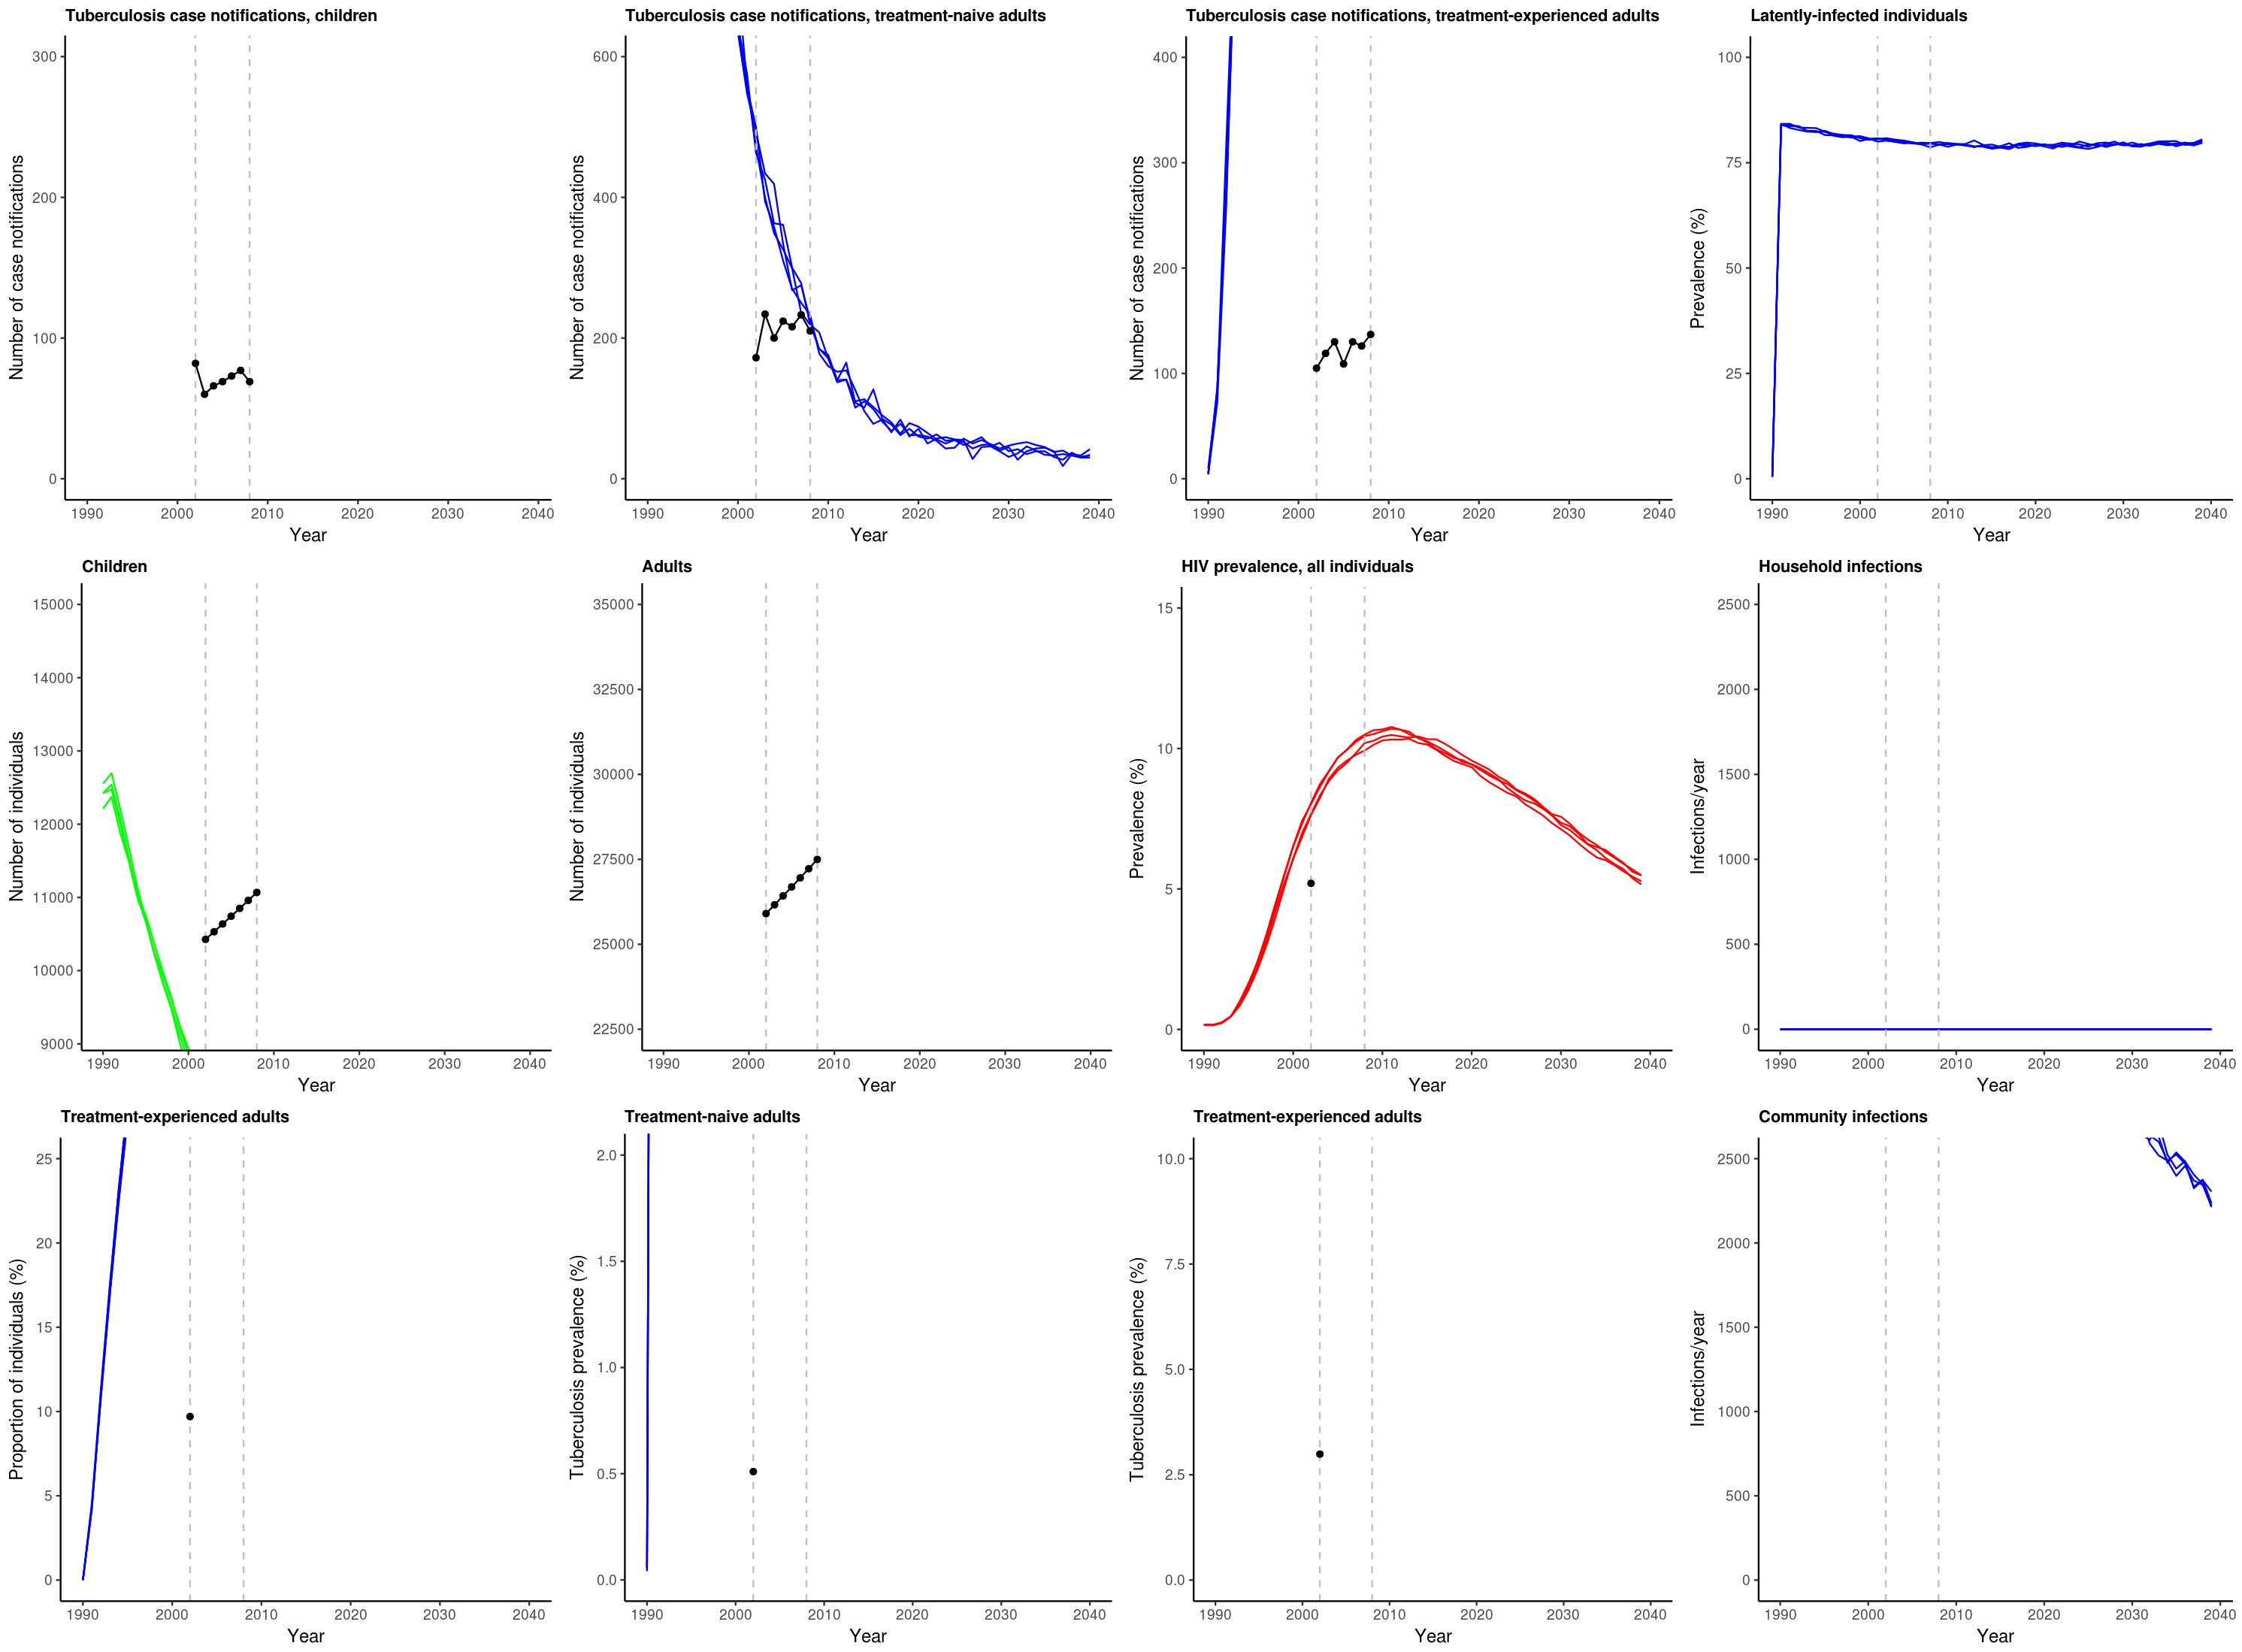 Tuberculosis case notifications, children
Number of case notifications
300
200
100
0
1990 2000 2010 2020 2030 2040
Year
Tuberculosis case notifications, treatment-naive adults
Number of case notifications
600
400
200
0
1990 2000 2010 2020 2030 2040
Year
Tuberculosis case notifications, treatment-experienced adults
Number of case notifications
400
300
200
100
0
1990 2000 2010 2020 2030 2040
Year
Latently-infected individuals
Prevalence (%)
100
75
50
25
0
1990 2000 2010 2020 2030 2040
Year
Children
Number of individuals
15000
14000
13000
12000
11000
10000
9000
1990 2000 2010 2020 2030 2040
Year
Adults
Number of individuals
35000
32500
30000
27500
25000
22500
1990 2000 2010 2020 2030 2040
Year
HIV prevalence, all individuals
Prevalence (%)
15
10
5
0
1990 2000 2010 2020 2030 2040
Year
Household infections
Infections/year
2500
2000
1500
1000
500
0
1990 2000 2010 2020 2030 2040
Year
Treatment-experienced adults
Proportion of individuals (%)
25
20
15
10
5
0
1990 2000 2010 2020 2030 2040
Year
Treatment-naive adults
Tuberculosis prevalence (%)
2.0
1.5
1.0
0.5
0.0
1990 2000 2010 2020 2030 2040
Year
Treatment-experienced adults
Tuberculosis prevalence (%)
10.0
7.5
5.0
2.5
0.0
1990 2000 2010 2020 2030 2040
Year
Community infections
Infections/year
2500
2000
1500
1000
500
0
1990 2000 2010 2020 2030 2040
Year